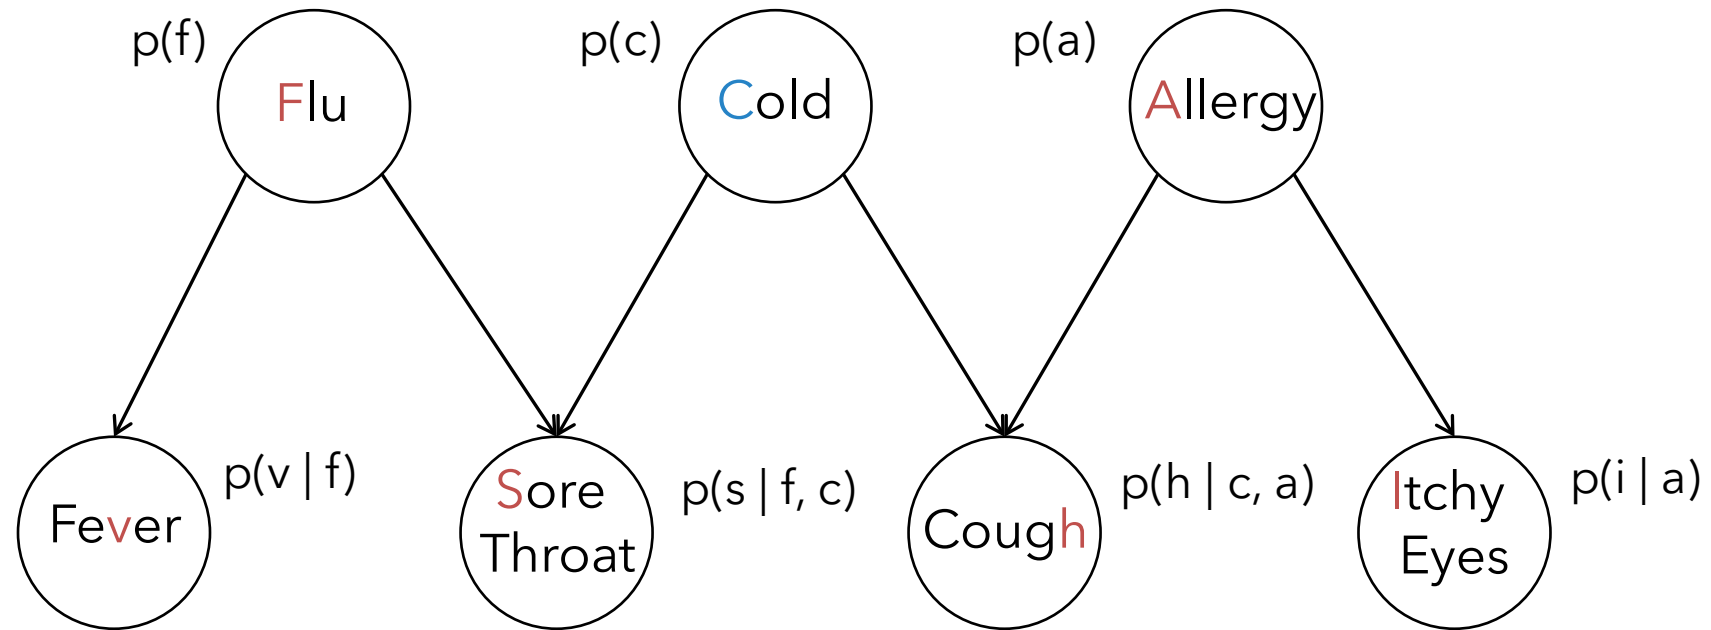 p(f)
Flu
p(c)
Cold
p(a)
Allergy
Fever
p(v | f)
Sore
Throat
p(s | f, c)
Cough
p(h | c, a)
Itchy
Eyes
p(i | a)